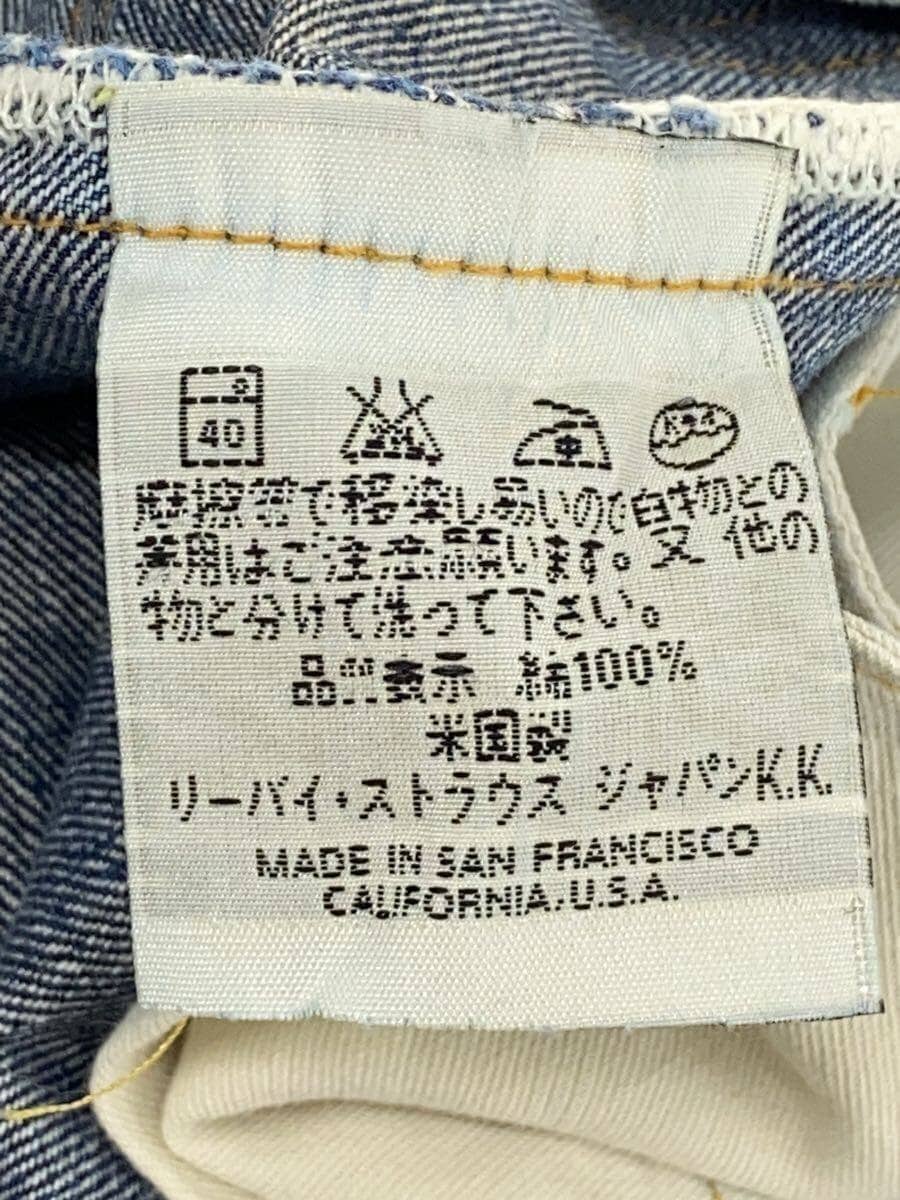 40
摩擦等で移染し易いので白物との
着用はご注意願います。又 他の
物と分けて洗って下さい。
品質表示 綿100%
米国製
リーバイ・ストラウス ジャパンK.K.
MADE IN SAN FRANCISCO
CALIFORNIA,U.S.A.